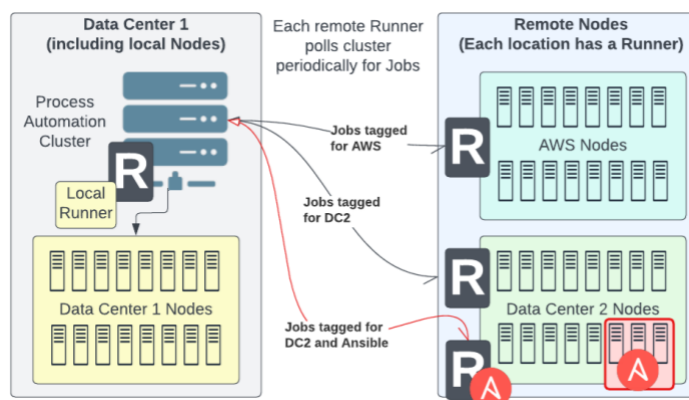 Data Center 1
(including local Nodes)
Process
Automation
Cluster
R
Local
Runner
Data Center 1 Nodes
Each remote Runner
polls cluster
periodically for Jobs
Jobs tagged
for AWS
Jobs tagged
for DC2
Jobs tagged for
DC2 and Ansible
Remote Nodes
(Each location has a Runner)
R
AWS Nodes
R
Data Center 2 Nodes
R
A